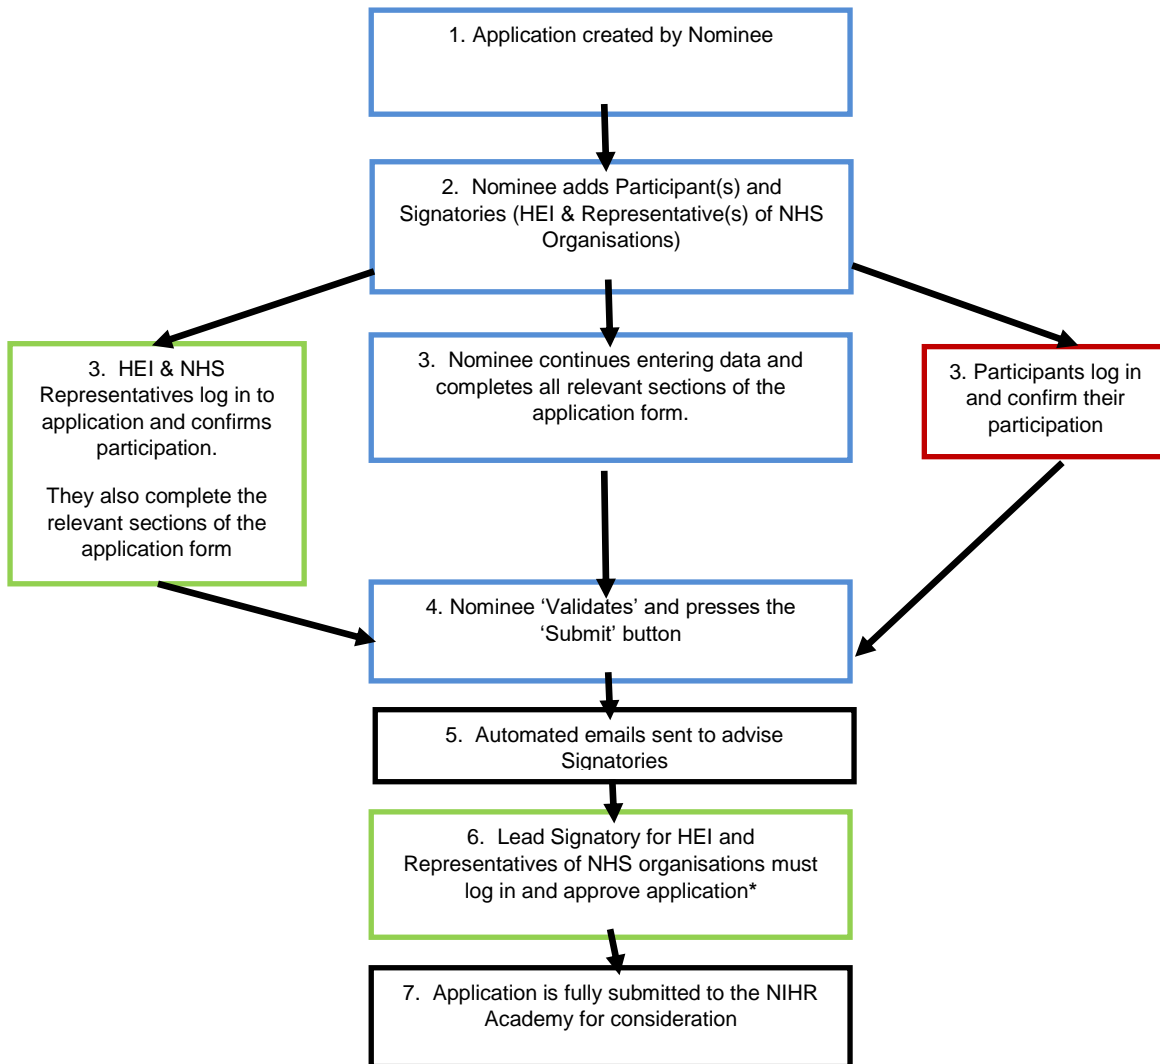 1. Application created by Nominee
2. Nominee adds Participant(s) and
Signatories (HEI & Representative(s) of NHS
Organisations)
3. HEI & NHS
Representatives log in to
application and confirms
participation.
They also complete the
relevant sections of the
application form
3. Nominee continues entering data and
completes all relevant sections of the
application form.
3. Participants log in
and confirm their
participation
4. Nominee ‘Validates’ and presses the
‘Submit’ button
5. Automated emails sent to advise
Signatories
6. Lead Signatory for HEI and
Representatives of NHS organisations must
log in and approve application*
7. Application is fully submitted to the NIHR
Academy for consideration